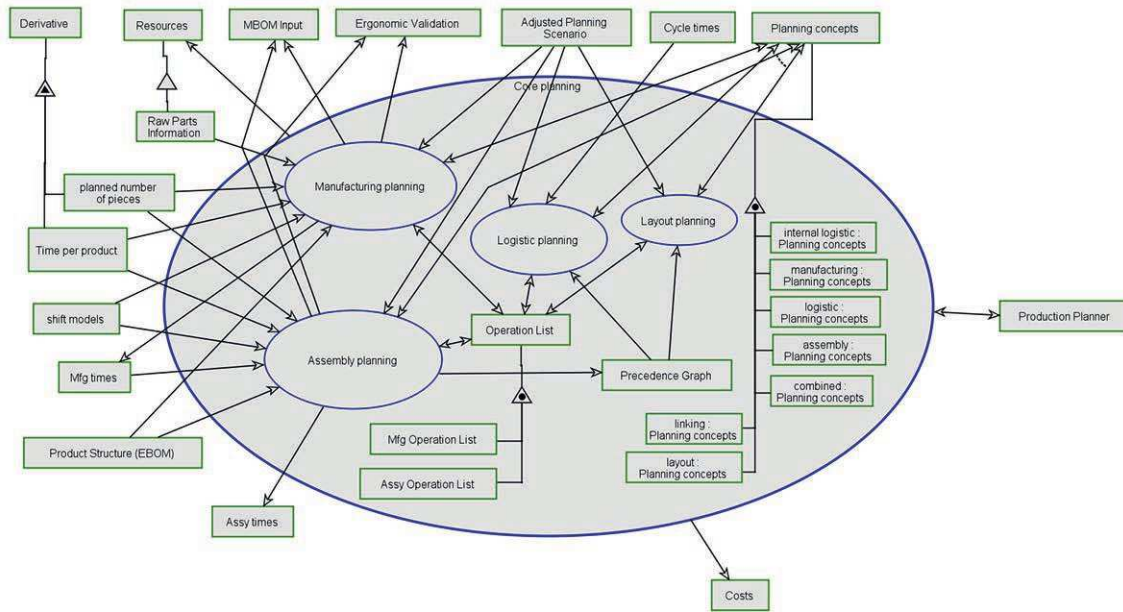 Derivative
Resources
MBOM Input
Ergonomic Validation
Adjusted Planning
Scenario
Cycle times
Planning concepts
Core planning
Raw Parts
Information
Manufacturing planning
planned number
of pieces
Layout planning
Logistic planning
Time per product
internal logistic :
Planning concepts
manufacturing :
Planning concepts
logistic :
Planning concepts
assembly :
Planning concepts
combined :
Planning concepts
linking :
Planning concepts
layout :
Planning concepts
shift models
Operation List
Production Planner
Assembly planning
Mfg times
Precedence Graph
Mfg Operation List
Product Structure (EBOM)
Assy Operation List
Assy times
Costs